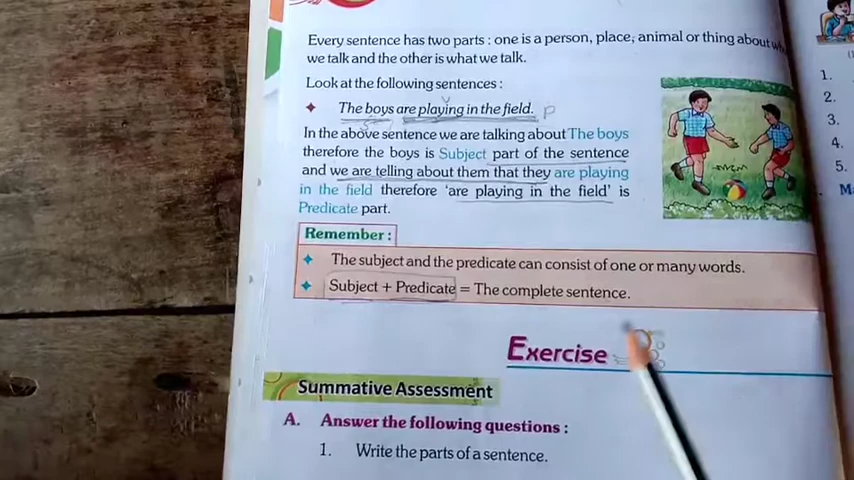 Every sentence has two parts : one is a person, place, animal or thing about
we talk and the other is what we talk.
Look at the following sentences :
The boys are playing in the field. P
In the above sentence we are talking about The boys
therefore the boys is Subject part of the sentence
and we are telling about them that they are playing
in the field therefore 'are playing in the field' is
Predicate part.
Remember :
The subject and the predicate can consist of one or many words.
Subject + Predicate = The complete sentence.
Exercise
Summative Assessment
A. Answer the following questions :
1. Write the parts of a sentence.
1.
2.
3.
4.
5.